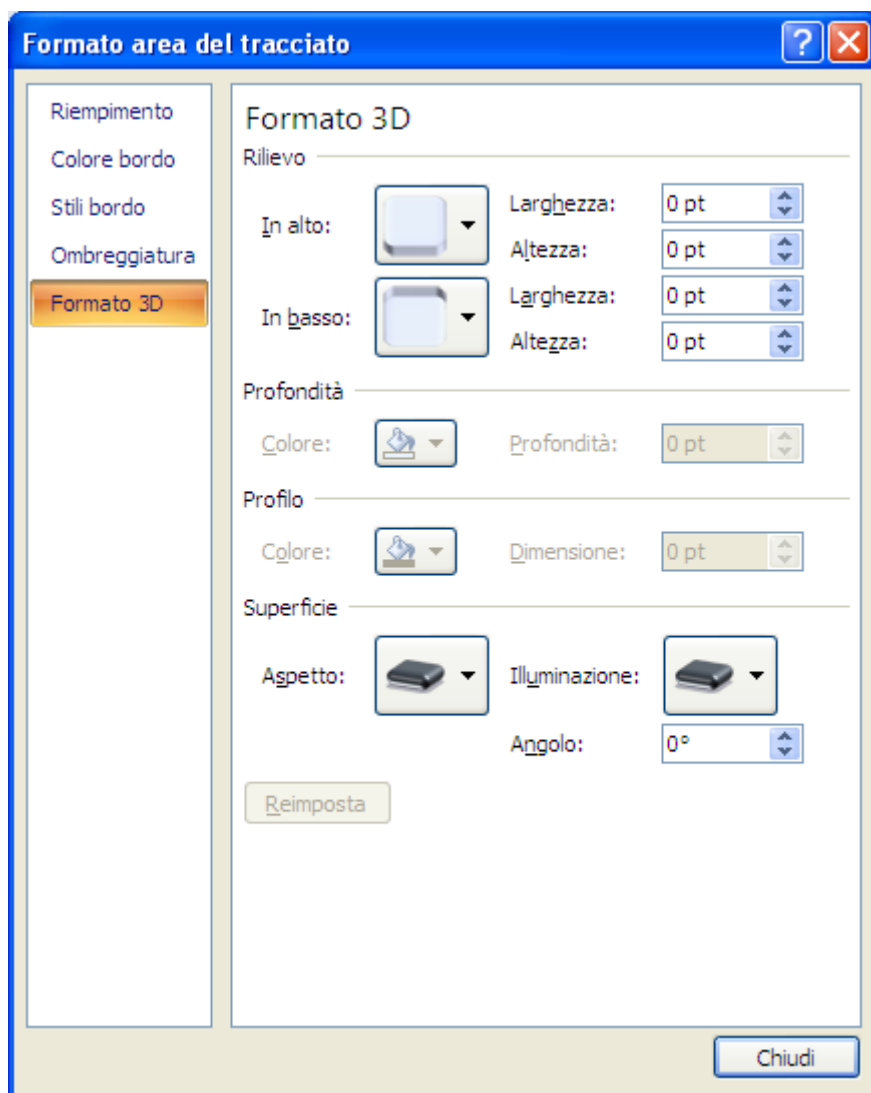 Formato area del tracciato
Riempimento
Colore bordo
Stili bordo
Ombreggiatura
Formato 3D
Formato 3D
Rilievo
In alto:
Larghezza: 0 pt
Altezza: 0 pt
In basso:
Larghezza: 0 pt
Altezza: 0 pt
Profondità
Colore: Profondità: 0 pt
Profilo
Colore: Dimensione: 0 pt
Superficie
Aspetto: Illuminazione:
Angolo: 0°
Reimposta
Chiudi